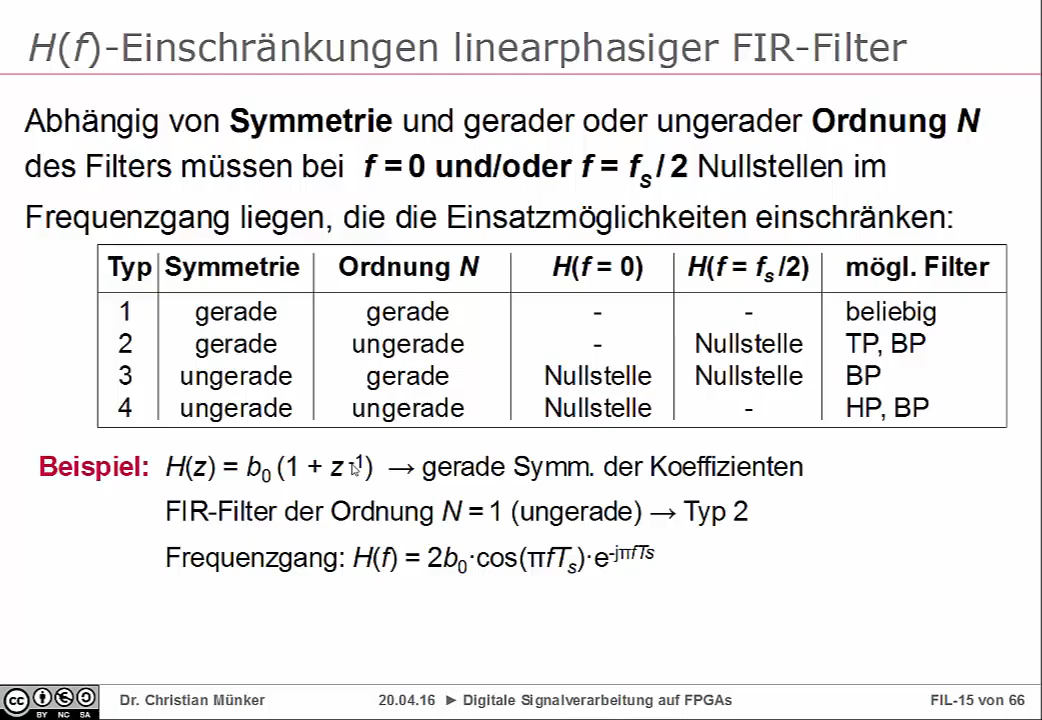 H(f)-Einschränkungen linearphasiger FIR-Filter
Abhängig von Symmetrie und gerader oder ungerader Ordnung N
des Filters müssen bei f = 0 und/oder f = fs / 2 Nullstellen im
Frequenzgang liegen, die die Einsatzmöglichkeiten einschränken:
Typ Symmetrie Ordnung N H(f = 0) H(f = fs /2) mögl. Filter
1 gerade gerade - - beliebig
2 gerade ungerade - Nullstelle TP, BP
3 ungerade gerade Nullstelle Nullstelle BP
4 ungerade ungerade Nullstelle - HP, BP
Beispiel: H(z) = b0 (1 + z-1) → gerade Symm. der Koeffizienten
FIR-Filter der Ordnung N = 1 (ungerade) → Typ 2
Frequenzgang: H(f) = 2b0·cos(πfTs)·e-jπfTs
cc BY NC SA Dr. Christian Münker 20.04.16 ► Digitale Signalverarbeitung auf FPGAs FIL-15 von 66